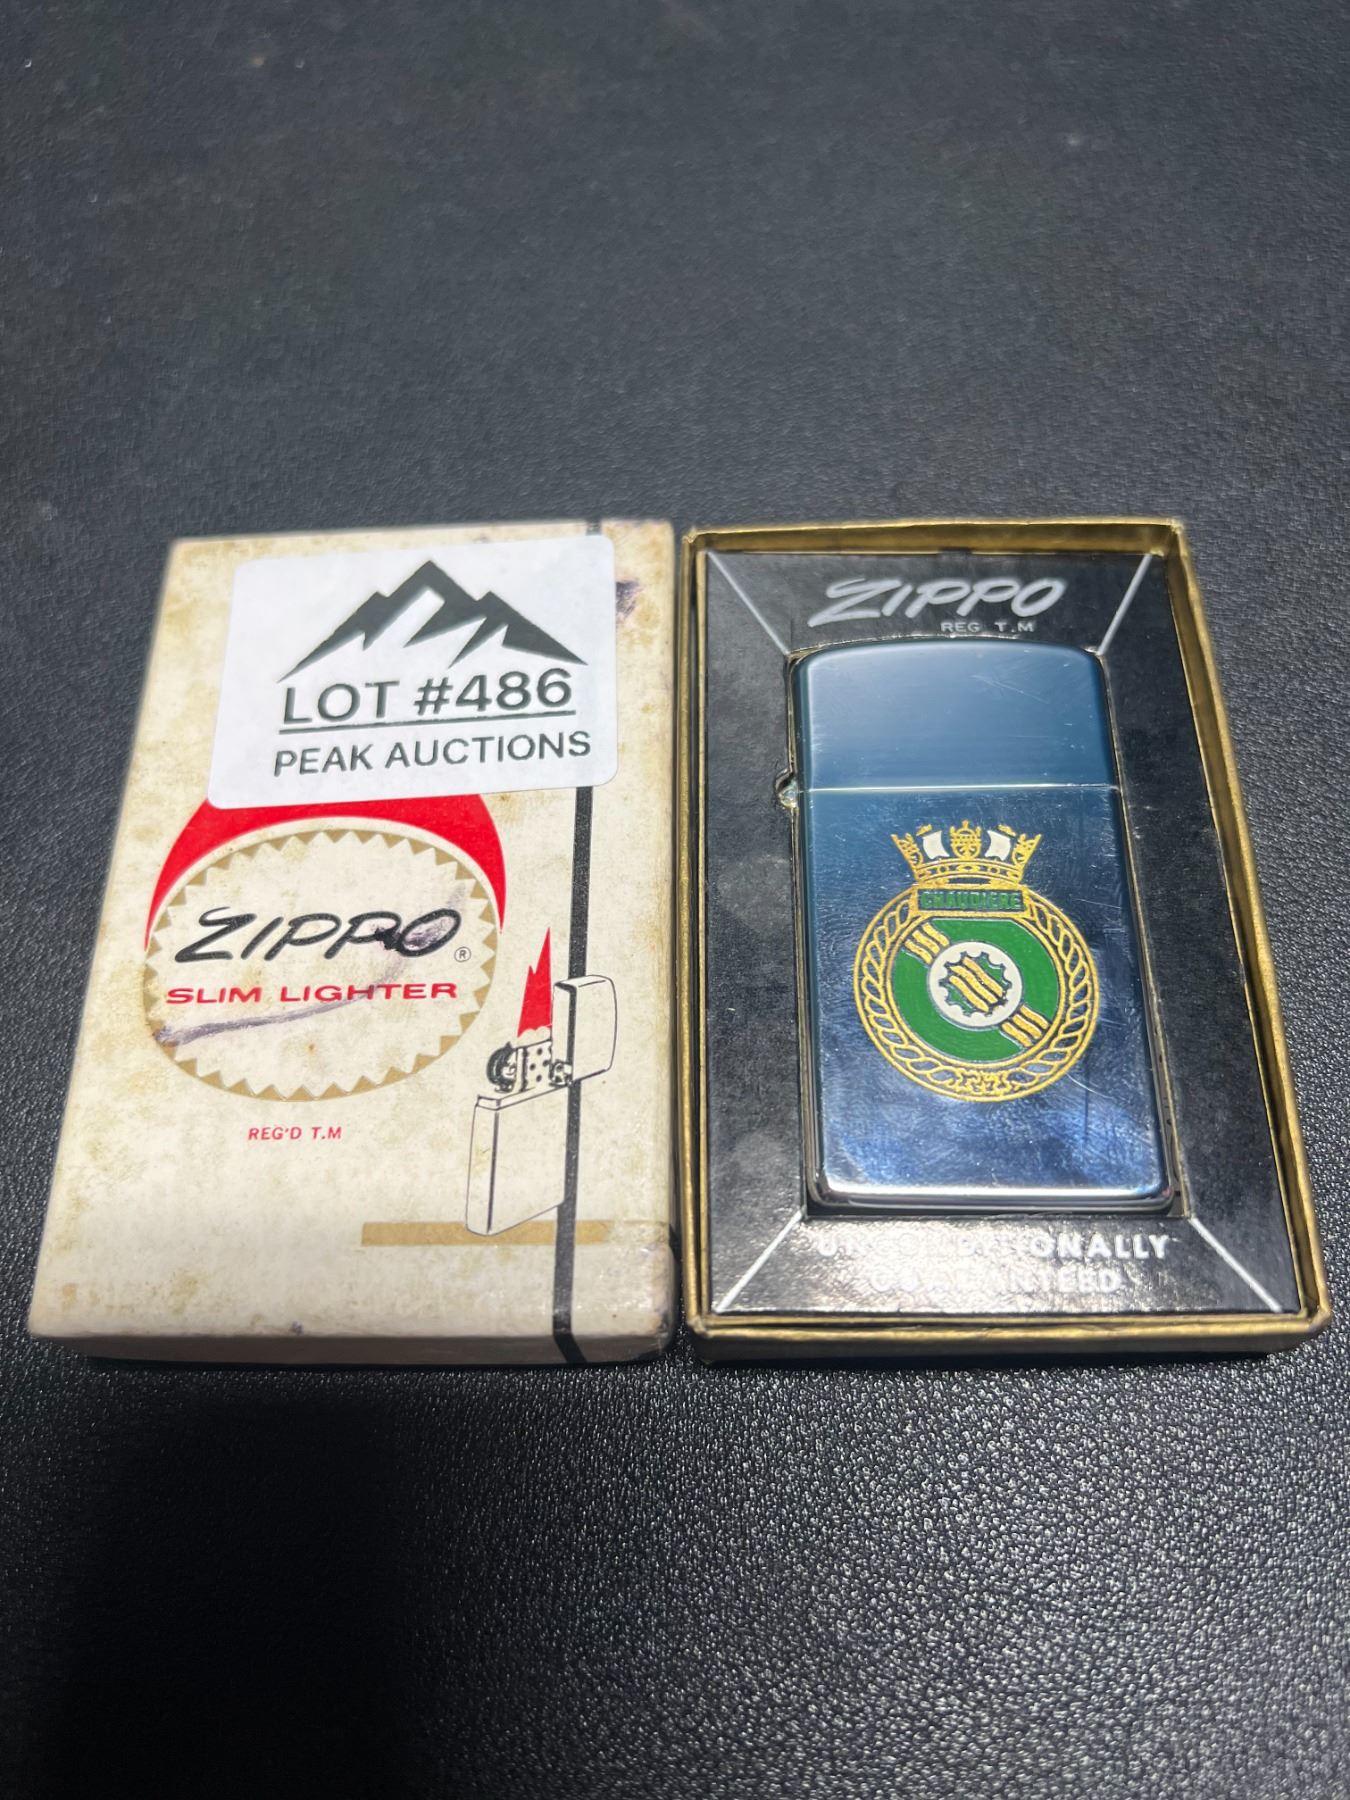 LOT #486
PEAK AUCTIONS
ZIPPO ®
SLIM LIGHTER
REG'D T.M
ZIPPO
REG. T.M
CHAUDIERE
UNCONDITIONALLY
GUARANTEED